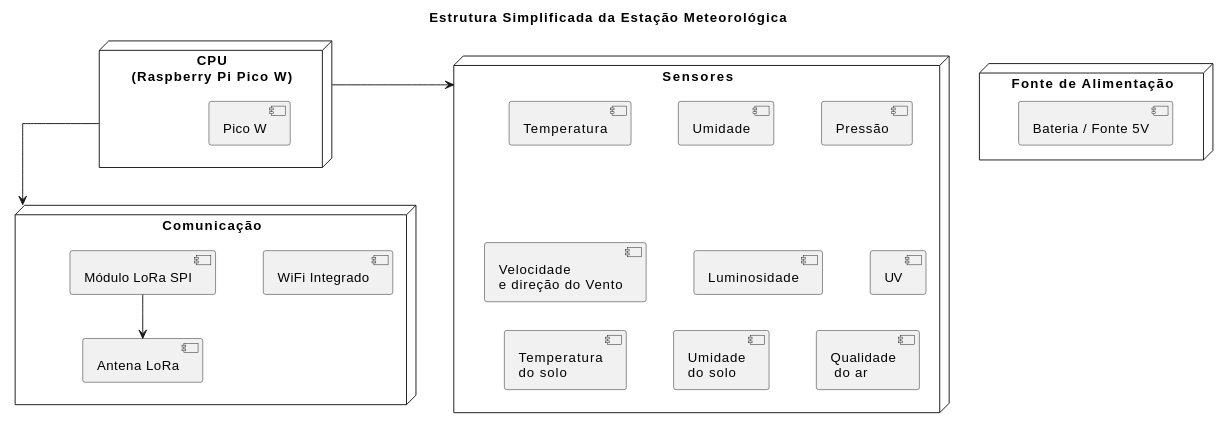 Estrutura Simplificada da Estação Meteorológica
CPU
(Raspberry Pi Pico W)
Pico W
Sensores
Temperatura
Umidade
Pressão
Velocidade
e direção do Vento
Luminosidade
UV
Temperatura
do solo
Umidade
do solo
Qualidade
do ar
Fonte de Alimentação
Bateria / Fonte 5V
Comunicação
Módulo LoRa SPI
WiFi Integrado
Antena LoRa